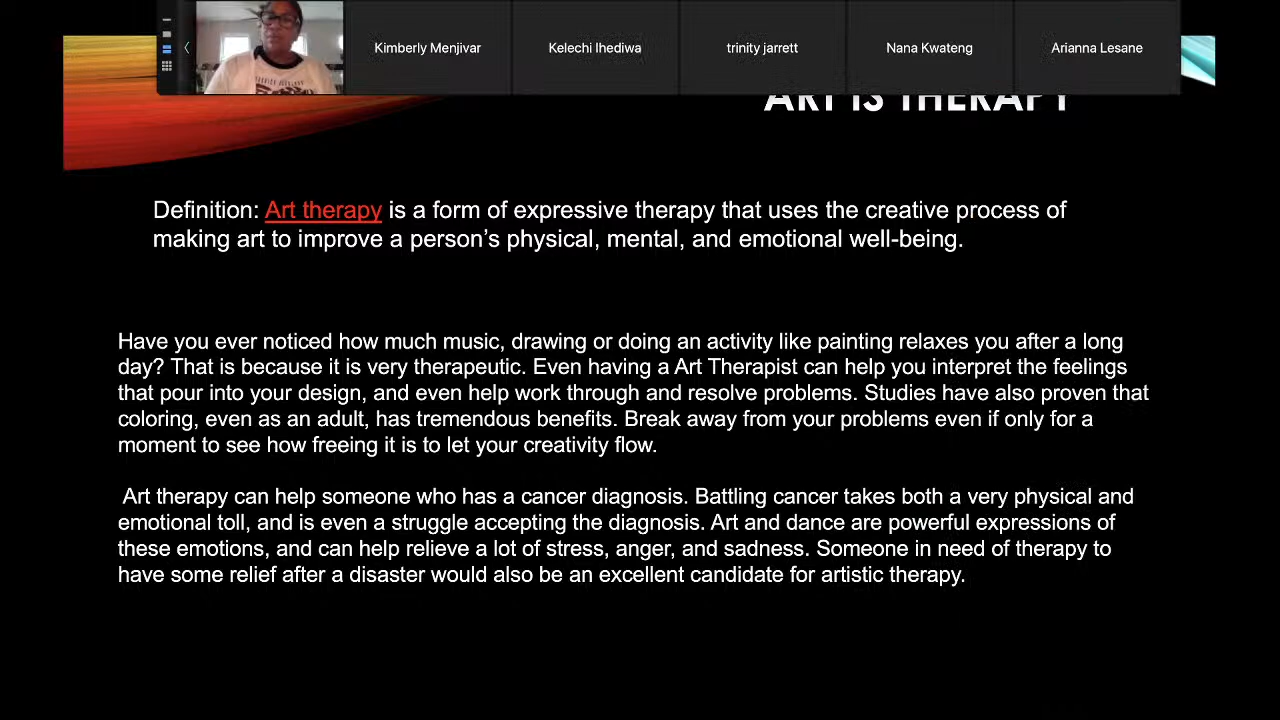 Kimberly Menjivar
Kelechi Ihediwa
trinity jarrett
Nana Kwateng
Arianna Lesane
ART IS THERAPY
Definition: Art therapy is a form of expressive therapy that uses the creative process of
making art to improve a person’s physical, mental, and emotional well-being.
Have you ever noticed how much music, drawing or doing an activity like painting relaxes you after a long
day? That is because it is very therapeutic. Even having a Art Therapist can help you interpret the feelings
that pour into your design, and even help work through and resolve problems. Studies have also proven that
coloring, even as an adult, has tremendous benefits. Break away from your problems even if only for a
moment to see how freeing it is to let your creativity flow.
Art therapy can help someone who has a cancer diagnosis. Battling cancer takes both a very physical and
emotional toll, and is even a struggle accepting the diagnosis. Art and dance are powerful expressions of
these emotions, and can help relieve a lot of stress, anger, and sadness. Someone in need of therapy to
have some relief after a disaster would also be an excellent candidate for artistic therapy.